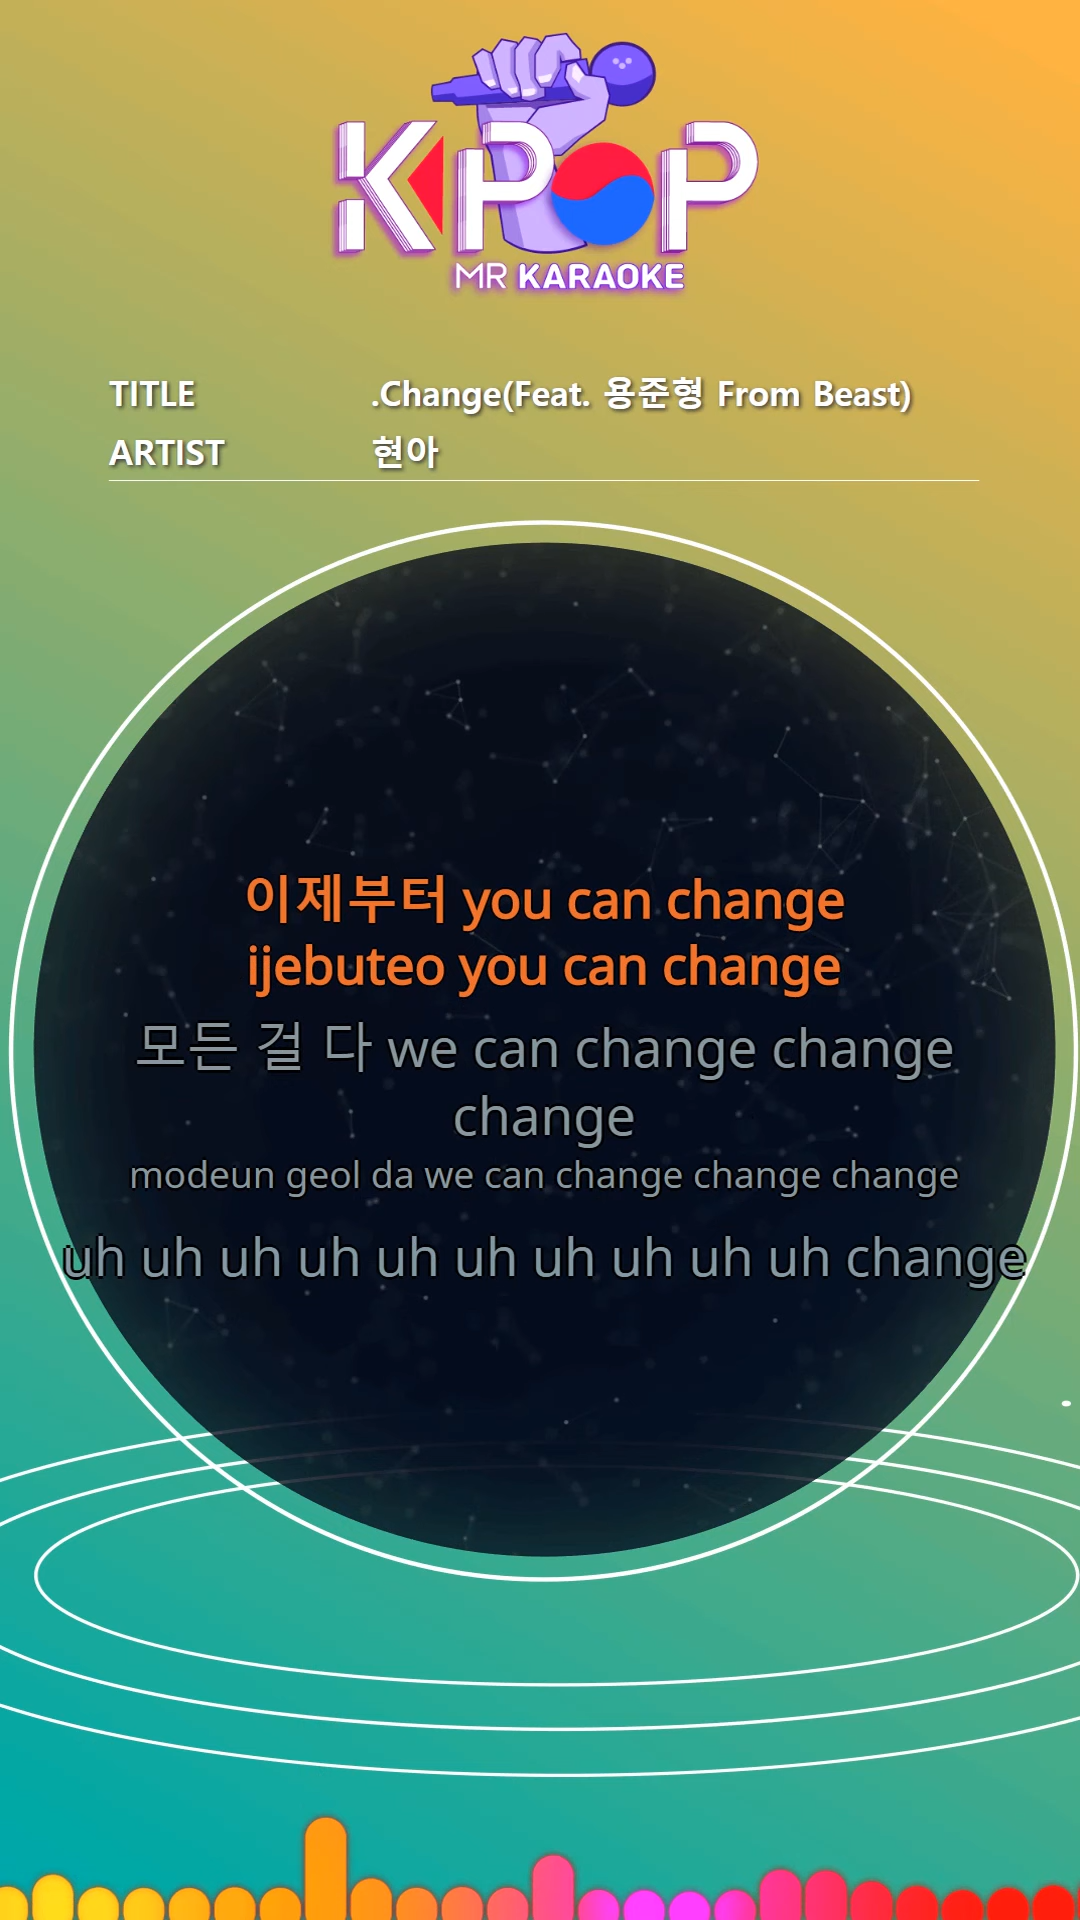 KPOP
MR KARAOKE
TITLE .Change(Feat. 용준형 From Beast)
ARTIST 현아
이제부터 you can change
ijebuteo you can change
모든 걸 다 we can change change
change
modeun geol da we can change change change
uh uh uh uh uh uh uh uh uh uh change